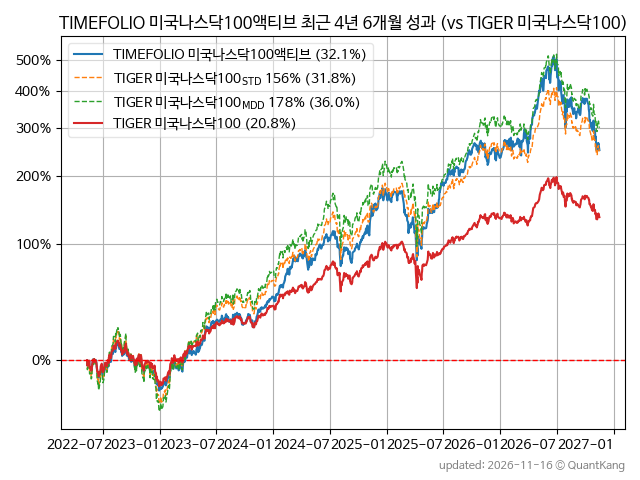 TIMEFOLIO 미국나스닥100액티브 최근 4년 6개월 성과 (vs TIGER 미국나스닥100)
TIMEFOLIO 미국나스닥100액티브 (32.1%)
TIGER 미국나스닥100STD 156% (31.8%)
TIGER 미국나스닥100MDD 178% (36.0%)
TIGER 미국나스닥100 (20.8%)
500%
400%
300%
200%
100%
0%
2022-07 2023-01 2023-07 2024-01 2024-07 2025-01 2025-07 2026-01 2026-07 2027-01
updated: 2026-11-16 © QuantKang